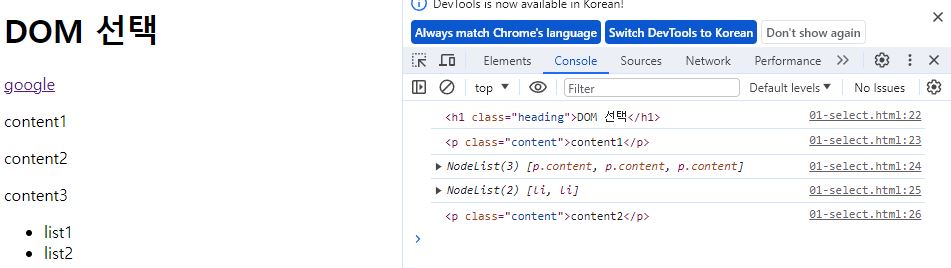 DOM 선택
google
content1
content2
content3
list1
list2
DevTools is now available in Korean!
Always match Chrome's language Switch DevTools to Korean Don't show again
Elements Console Sources Network Performance
top Filter Default levels No Issues
<h1 class="heading">DOM 선택</h1> 01-select.html:22
<p class="content">content1</p> 01-select.html:23
NodeList(3) [p.content, p.content, p.content] 01-select.html:24
NodeList(2) [li, li] 01-select.html:25
<p class="content">content2</p> 01-select.html:26